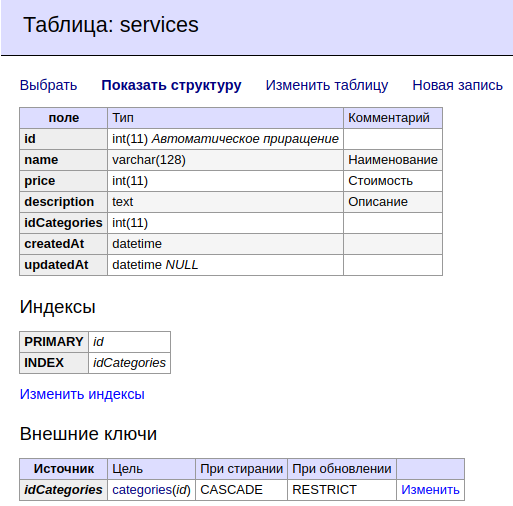 Таблица: services
Выбрать Показать структуру Изменить таблицу Новая запись
поле Тип Комментарий
id int(11) Автоматическое приращение
name varchar(128) Наименование
price int(11) Стоимость
description text Описание
idCategories int(11)
createdAt datetime
updatedAt datetime NULL
Индексы
PRIMARY id
INDEX idCategories
Изменить индексы
Внешние ключи
Источник Цель При стирании При обновлении
idCategories categories(id) CASCADE RESTRICT Изменить